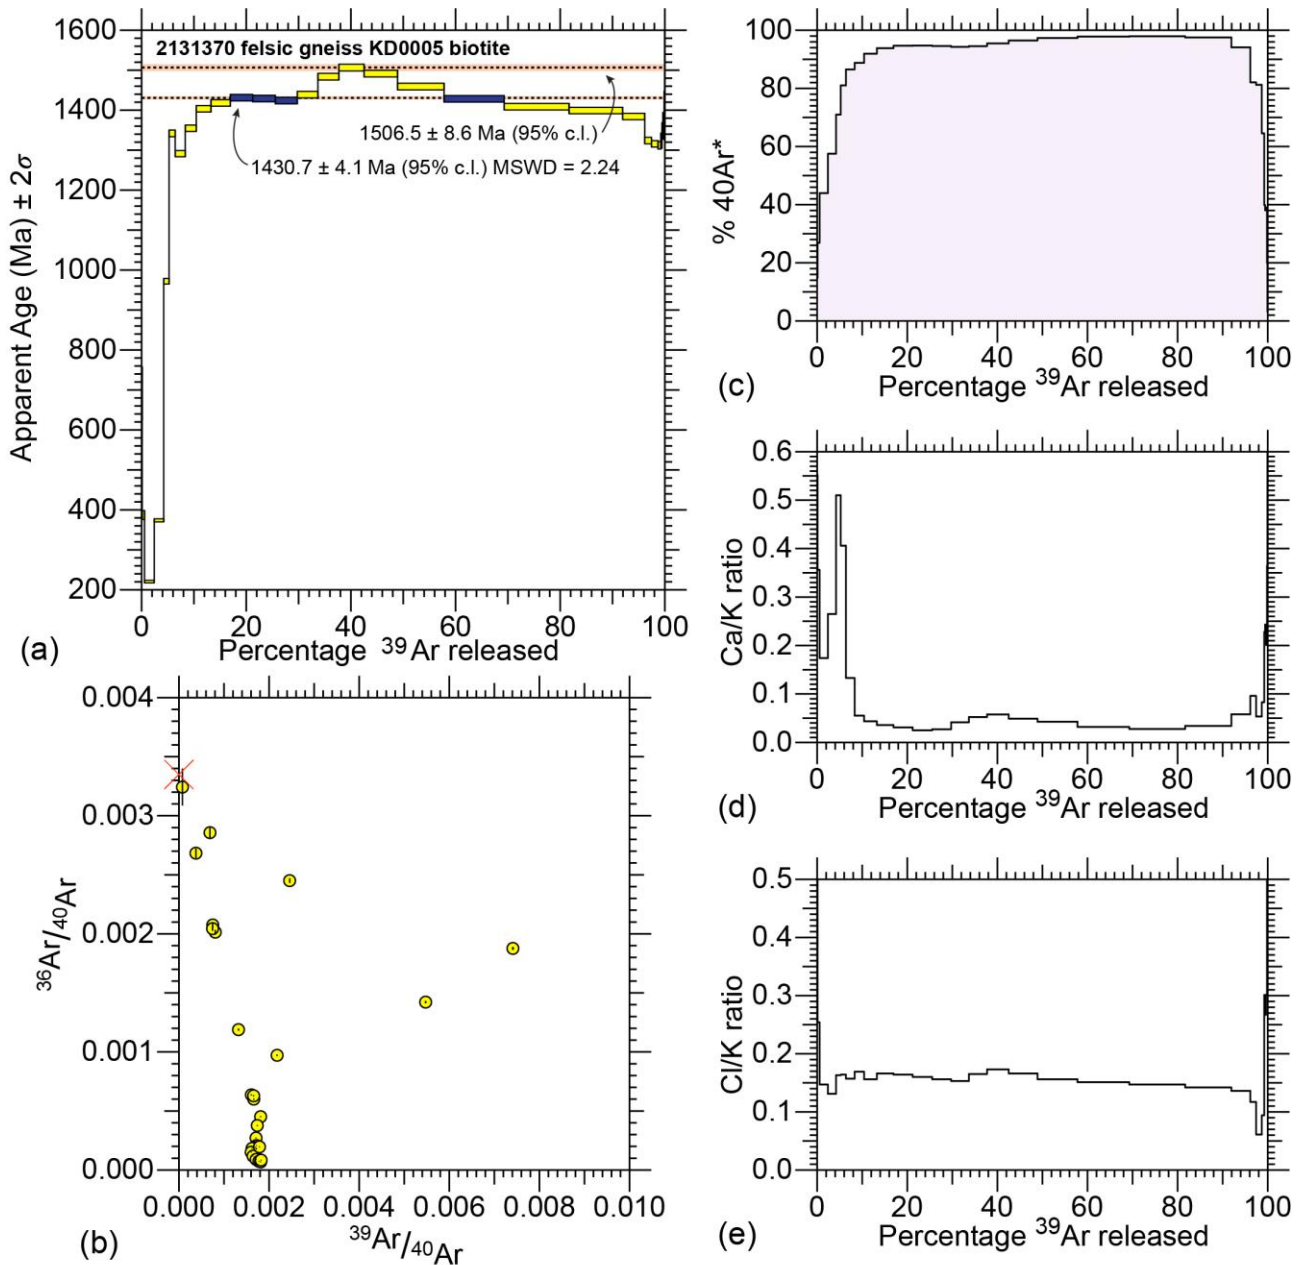 2131370 felsic gneiss KD0005 biotite
1506.5 ± 8.6 Ma (95% c.l.)
1430.7 ± 4.1 Ma (95% c.l.) MSWD = 2.24
Apparent Age (Ma) ± 2σ
1600
1400
1200
1000
800
600
400
200
0 20 40 60 80 100
Percentage ³⁹Ar released
(a)
³⁶Ar/⁴⁰Ar
0.004
0.003
0.002
0.001
0.000
0.000 0.002 0.004 0.006 0.008 0.010
³⁹Ar/⁴⁰Ar
(b)
% 40Ar*
100
80
60
40
20
0
0 20 40 60 80 100
Percentage ³⁹Ar released
(c)
Ca/K ratio
0.6
0.5
0.4
0.3
0.2
0.1
0.0
0 20 40 60 80 100
Percentage ³⁹Ar released
(d)
Cl/K ratio
0.5
0.4
0.3
0.2
0.1
0.0
0 20 40 60 80 100
Percentage ³⁹Ar released
(e)